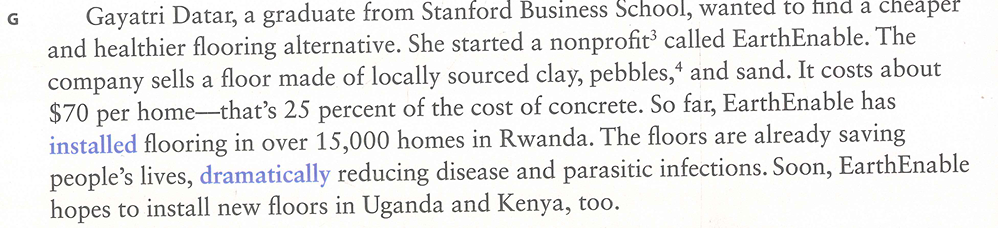 G Gayatri Datar, a graduate from Stanford Business School, wanted to find a cheaper
and healthier flooring alternative. She started a nonprofit³ called EarthEnable. The
company sells a floor made of locally sourced clay, pebbles,⁴ and sand. It costs about
$70 per home—that's 25 percent of the cost of concrete. So far, EarthEnable has
installed flooring in over 15,000 homes in Rwanda. The floors are already saving
people's lives, dramatically reducing disease and parasitic infections. Soon, EarthEnable
hopes to install new floors in Uganda and Kenya, too.